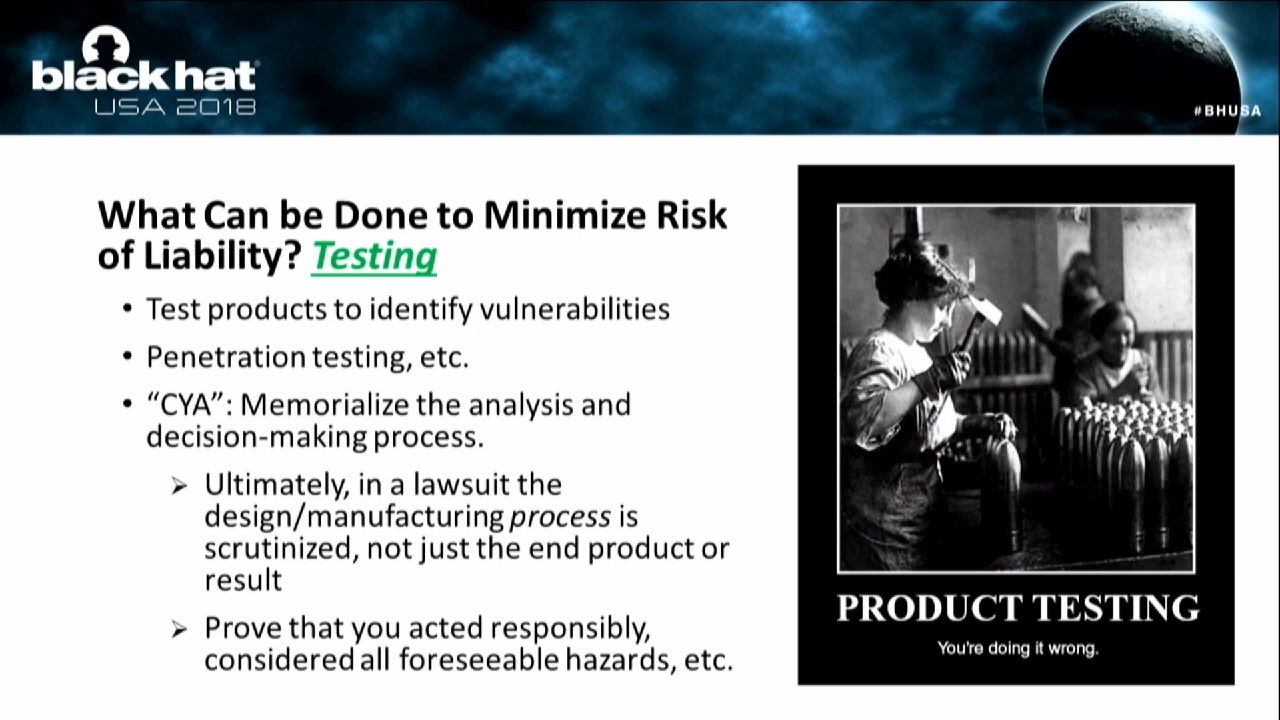 black hat
USA 2018
#BHUSA
What Can be Done to Minimize Risk
of Liability? Testing
• Test products to identify vulnerabilities
• Penetration testing, etc.
• “CYA”: Memorialize the analysis and
decision-making process.
➢ Ultimately, in a lawsuit the
design/manufacturing process is
scrutinized, not just the end product or
result
➢ Prove that you acted responsibly,
considered all foreseeable hazards, etc.
PRODUCT TESTING
You're doing it wrong.